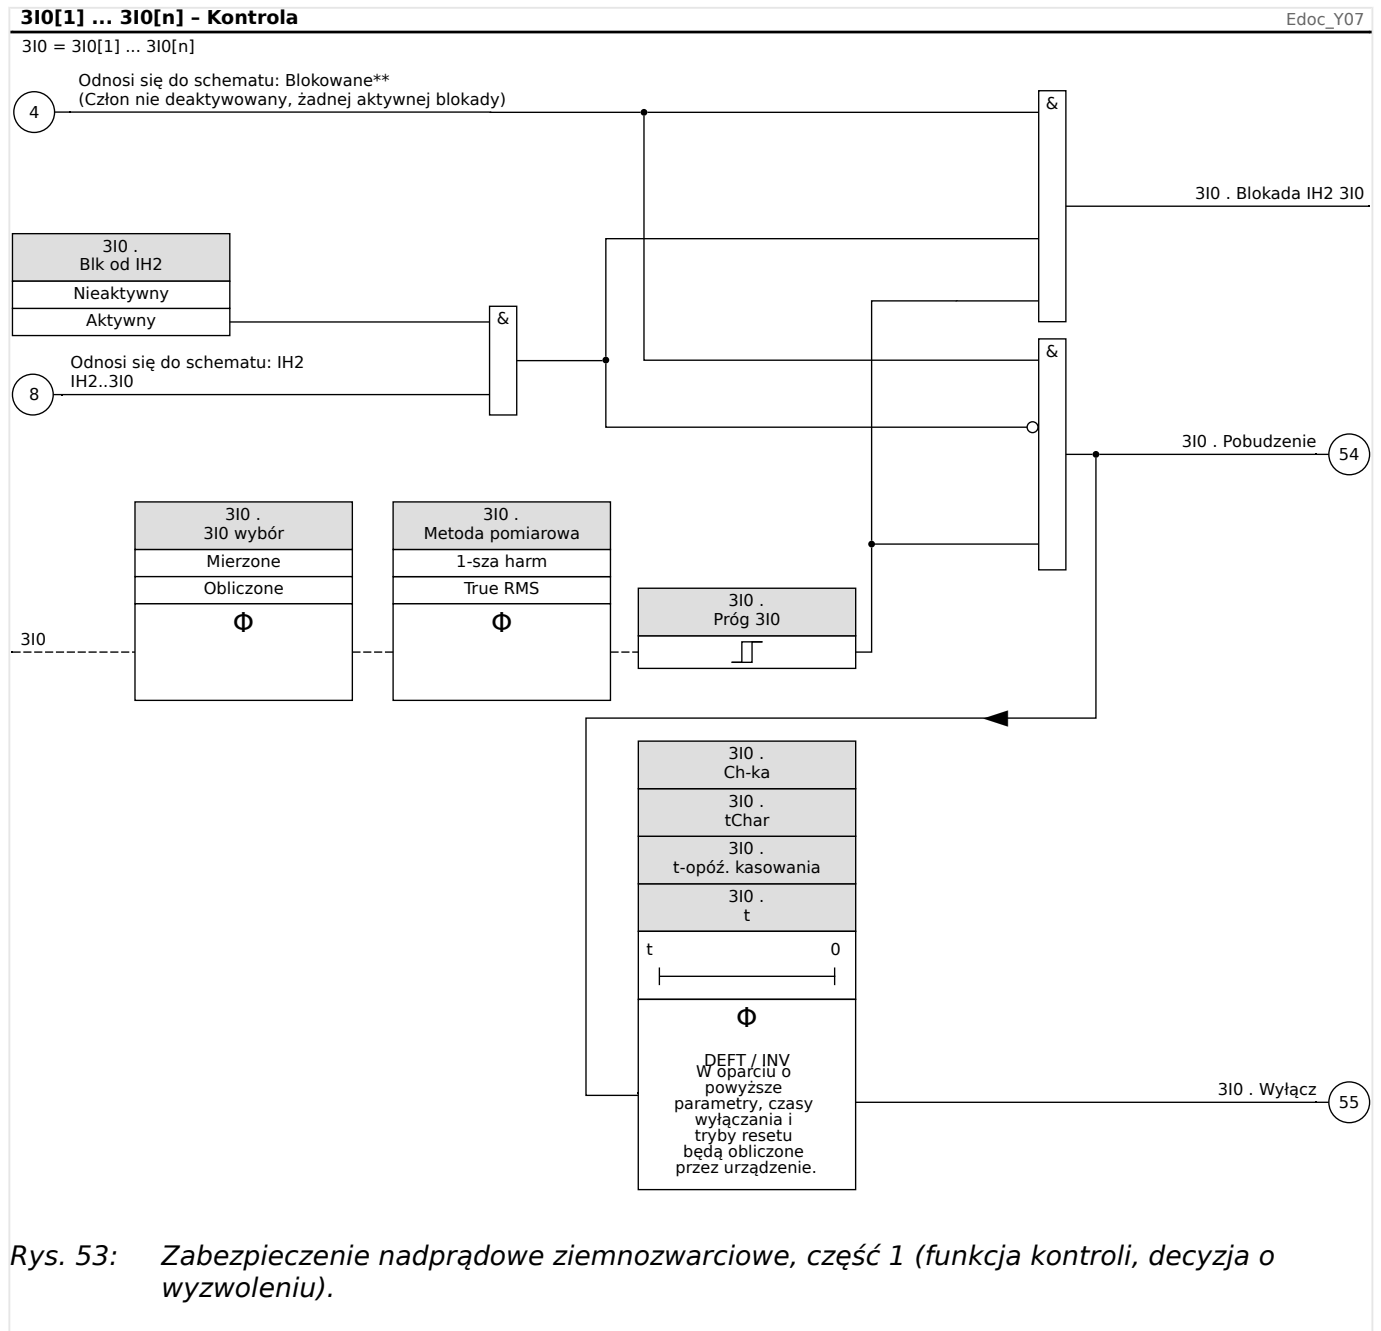 3I0[1] ... 3I0[n] – Kontrola
Edoc_Y07
3I0 = 3I0[1] ... 3I0[n]
Odnosi się do schematu: Blokowane**
(Człon nie deaktywowany, żadnej aktywnej blokady)
4
&
3I0 . Blokada IH2 3I0
3I0 .
Blk od IH2
Nieaktywny
Aktywny
&
&
Odnosi się do schematu: IH2
IH2..3I0
8
3I0 . Pobudzenie
54
3I0 .
3I0 wybór
Mierzone
Obliczone
Φ
3I0 .
Metoda pomiarowa
1-sza harm
True RMS
Φ
3I0 .
Próg 3I0
3I0
3I0 .
Ch-ka
3I0 .
tChar
3I0 .
t-opóź. kasowania
3I0 .
t
t 0
Φ
DEFT / INV
W oparciu o
powyższe
parametry, czasy
wyłączania i
tryby resetu
będą obliczone
przez urządzenie.
3I0 . Wyłącz
55
Rys. 53: Zabezpieczenie nadprądowe ziemnozwarciowe, część 1 (funkcja kontroli, decyzja o
wyzwoleniu).